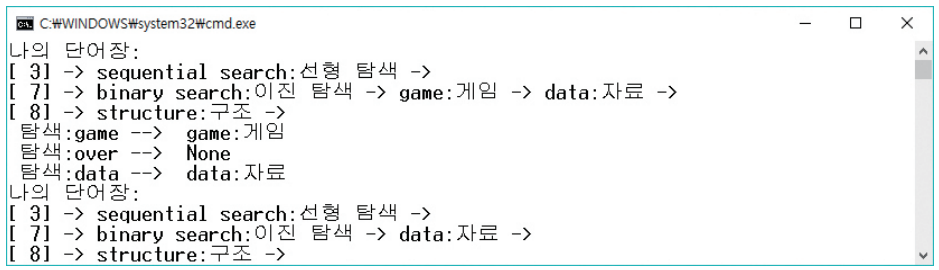 C:₩WINDOWS₩system32₩cmd.exe
나의 단어장:
[ 3] -> sequential search:선형 탐색 ->
[ 7] -> binary search:이진 탐색 -> game:게임 -> data:자료 ->
[ 8] -> structure:구조 ->
탐색:game --> game:게임
탐색:over --> None
탐색:data --> data:자료
나의 단어장:
[ 3] -> sequential search:선형 탐색 ->
[ 7] -> binary search:이진 탐색 -> data:자료 ->
[ 8] -> structure:구조 ->